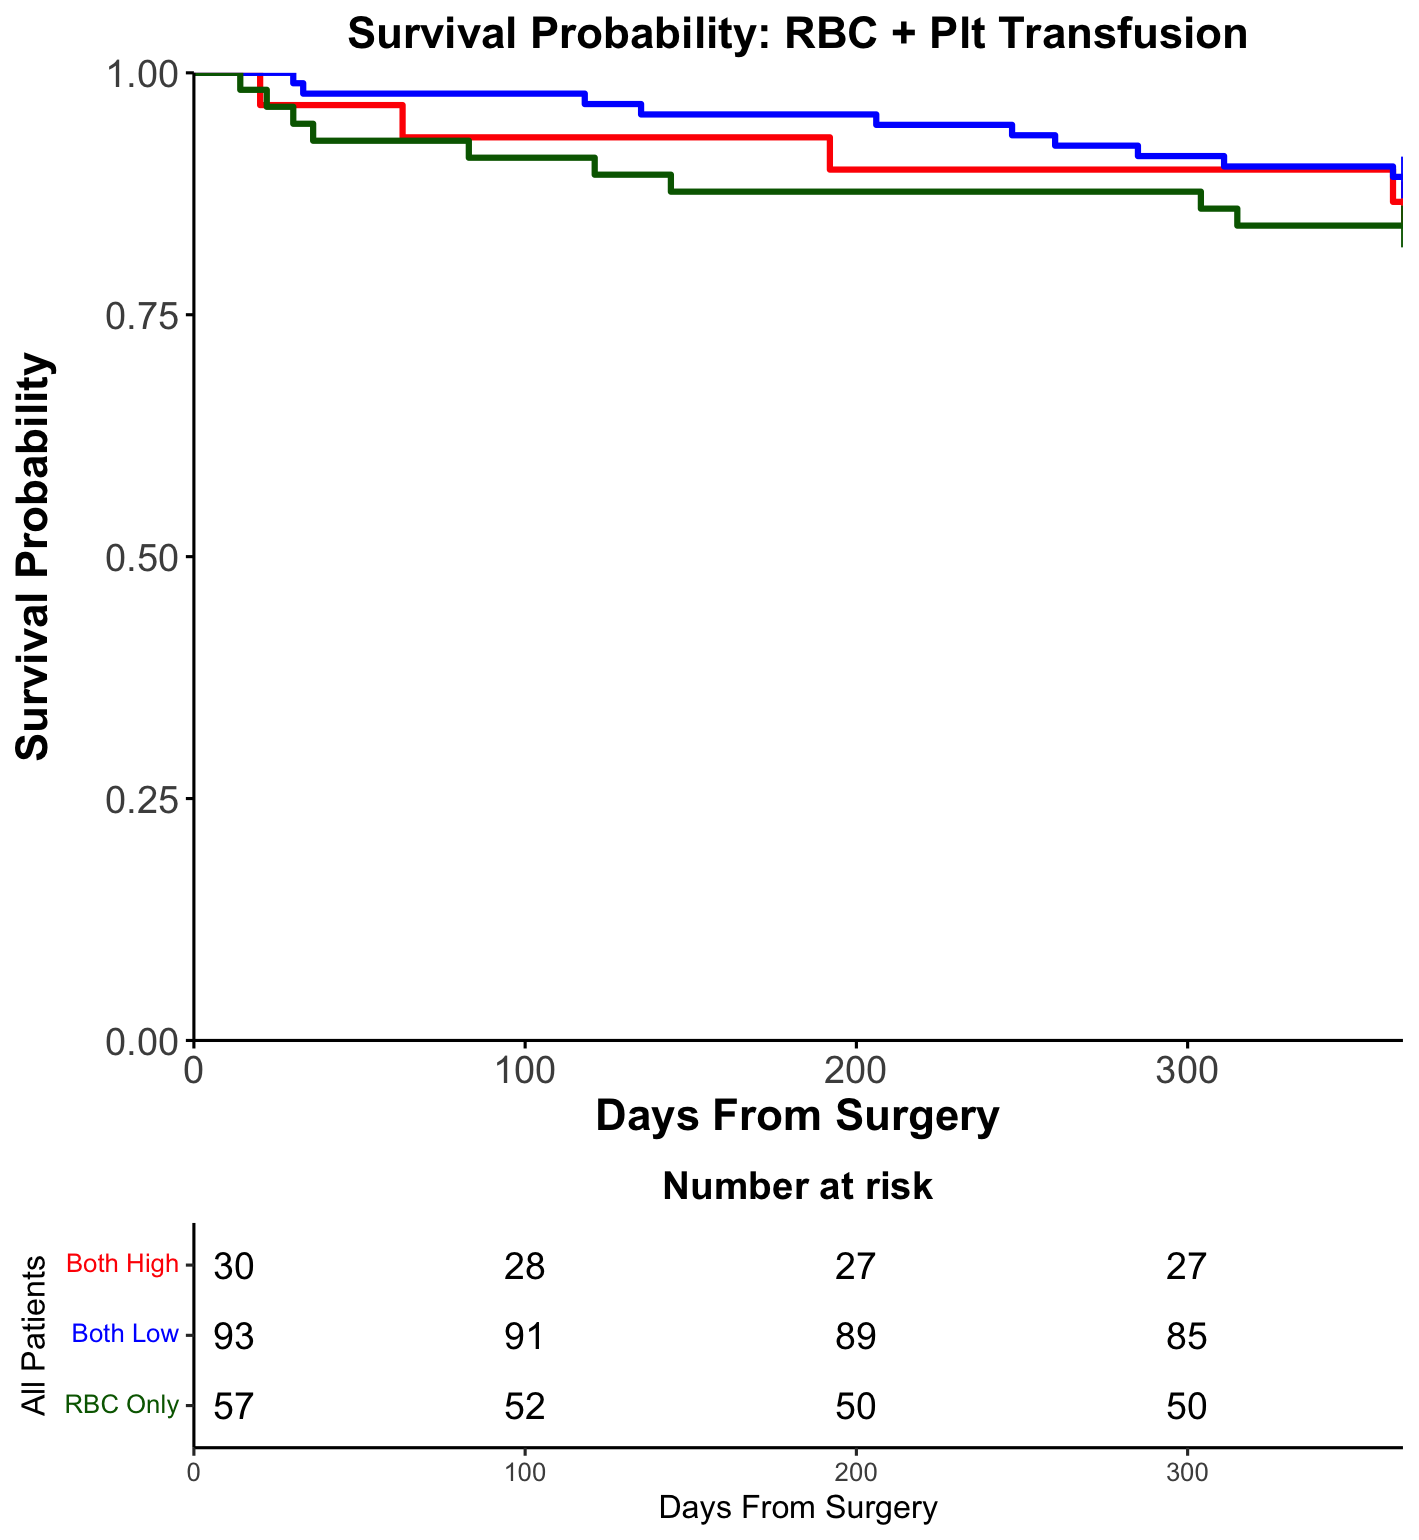 Survival Probability: RBC + Plt Transfusion
1.00
0.75
0.50
0.25
0.00
Survival Probability
0 100 200 300
Days From Surgery
Number at risk
All Patients
Both High 30 28 27 27
Both Low 93 91 89 85
RBC Only 57 52 50 50
0 100 200 300
Days From Surgery